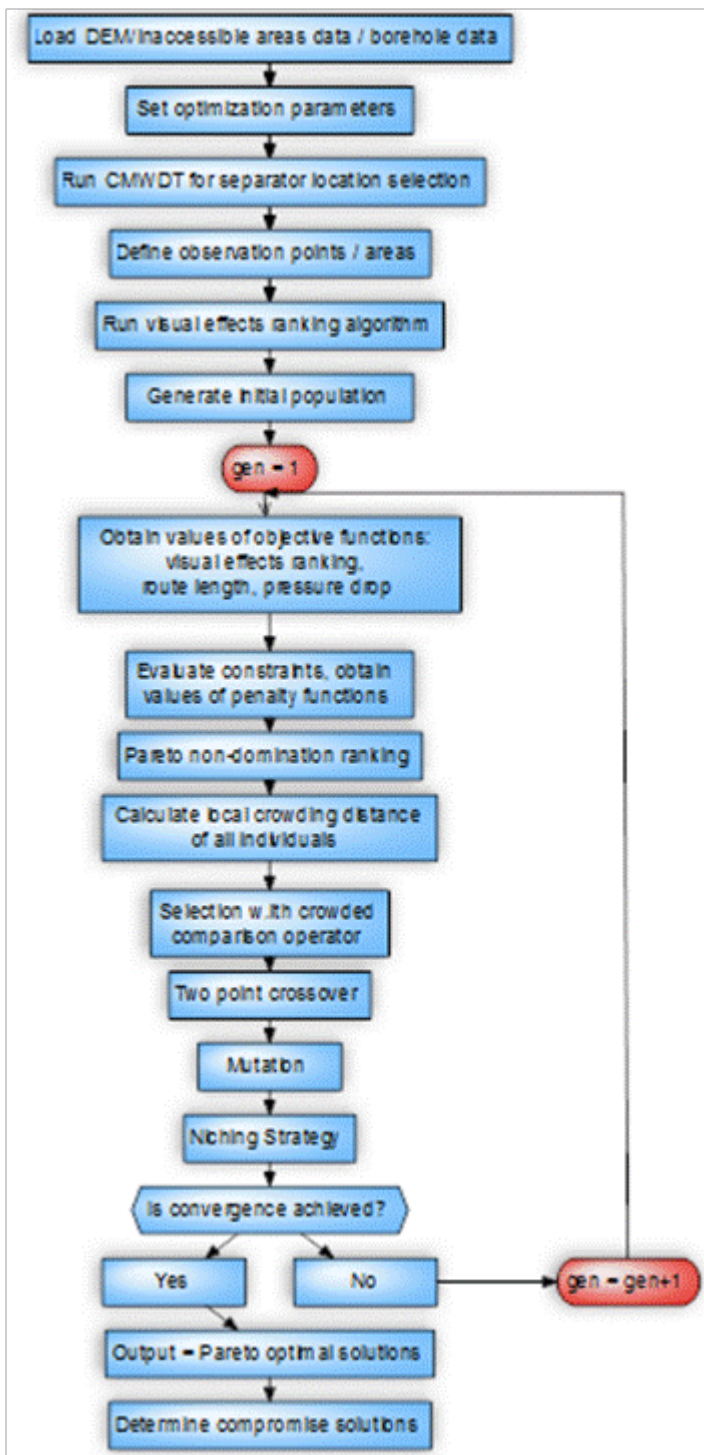 Load DEM/inaccessible areas data / borehole data
Set optimization parameters
Run CMWDT for separator location selection
Define observation points / areas
Run visual effects ranking algorithm
Generate initial population
gen = 1
Obtain values of objective functions:
visual effects ranking,
route length, pressure drop
Evaluate constraints, obtain
values of penalty functions
Pareto non-domination ranking
Calculate local crowding distance
of all individuals
Selection with crowded
comparison operator
Two point crossover
Mutation
Niching Strategy
Is convergence achieved?
Yes
No
gen = gen+1
Output = Pareto optimal solutions
Determine compromise solutions